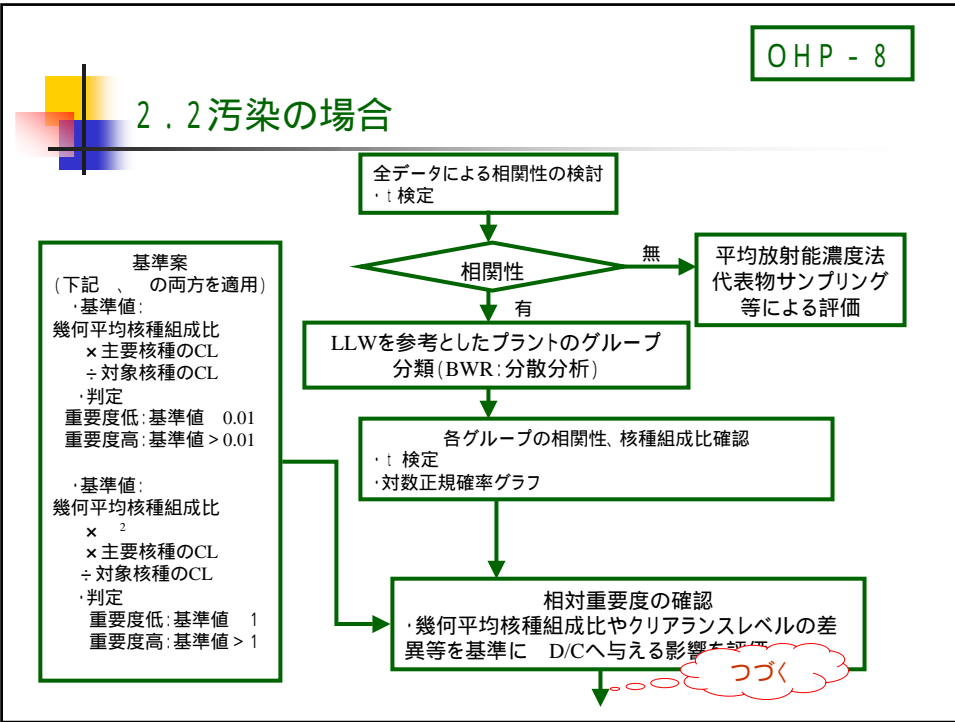 OHP－8
2．2汚染の場合
全データによる相関性の検討
・t検定
相関性
無
平均放射能濃度法
代表物サンプリング
等による評価
有
LLWを参考としたプラントのグループ
分類(BWR：分散分析)
各グループの相関性、核種組成比確認
・t 検定
・対数正規確率グラフ
基準案
(下記　、　の両方を適用)
・基準値：
幾何平均核種組成比
×主要核種のCL
÷対象核種のCL
・判定
重要度低：基準値　0.01
重要度高：基準値＞0.01
・基準値：
幾何平均核種組成比
×　2
×主要核種のCL
÷対象核種のCL
・判定
重要度低：基準値　1
重要度高：基準値＞1
相対重要度の確認
・幾何平均核種組成比やクリアランスレベルの差
異等を基準に　D/Cへ与える影響を評価
つづく